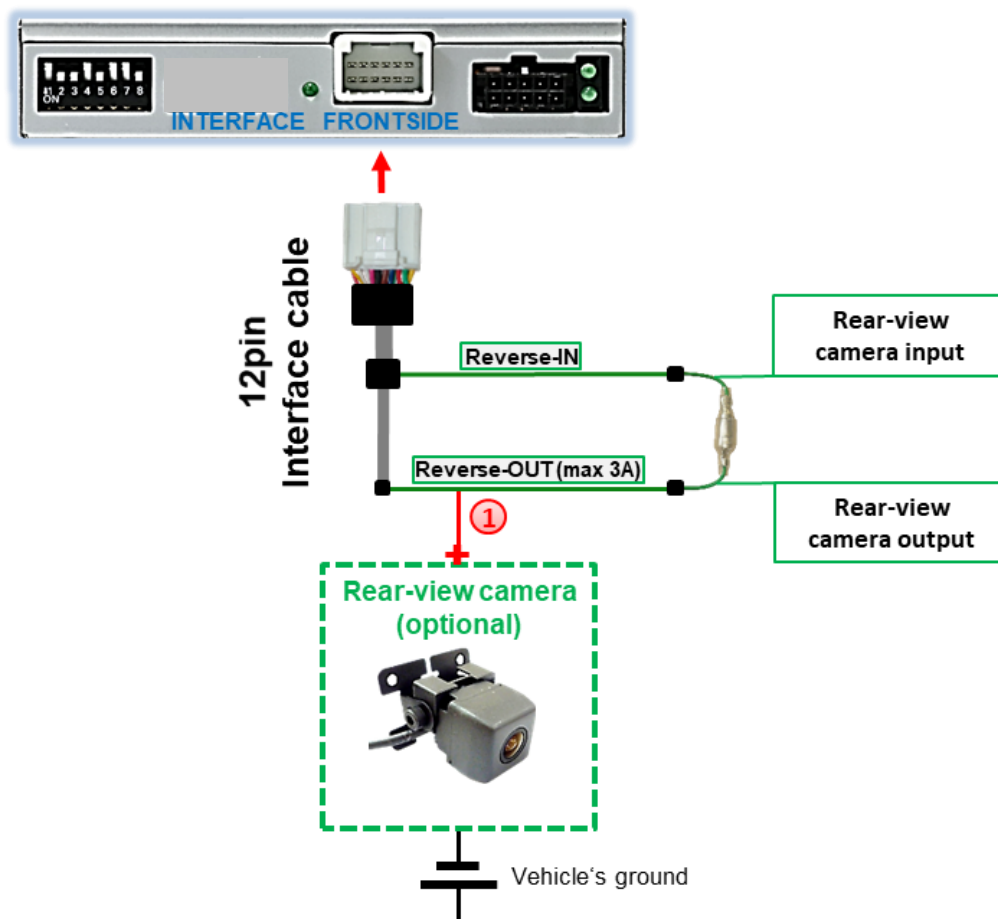 1 2 3 4 5 6 7 8
ON
INTERFACE FRONTSIDE
12pin
Interface cable
Reverse-IN
Rear-view
camera input
Reverse-OUT (max 3A)
1
Rear-view
camera output
Rear-view camera
(optional)
Vehicle‘s ground